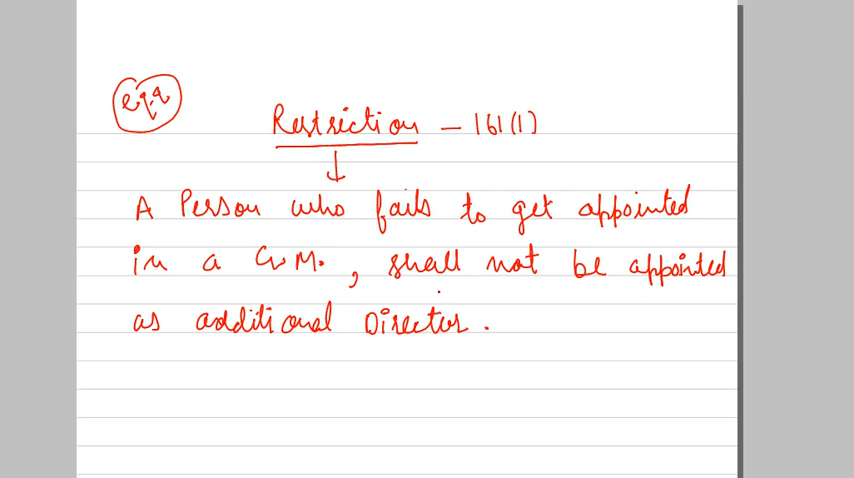 Restriction – 161(1)
A Person who fails to get appointed
in a G.M., shall not be appointed
as additional Director.